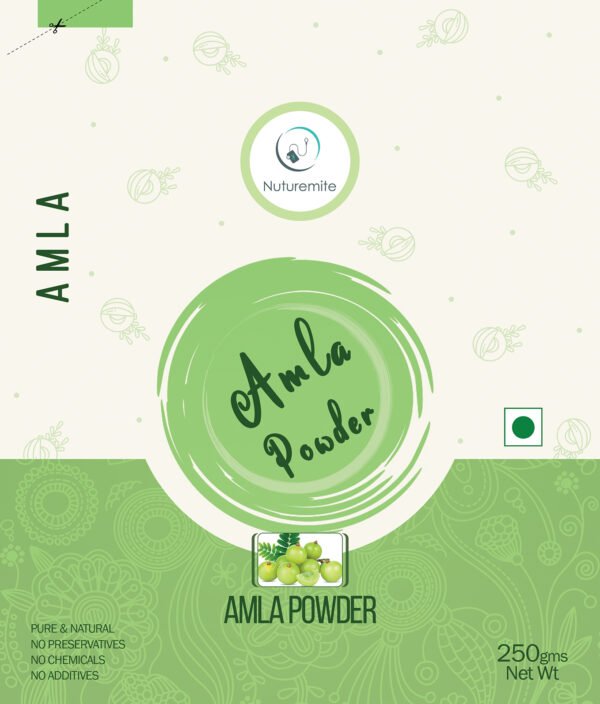 Nuturemite
AMLA
Amla
Powder
AMLA POWDER
PURE & NATURAL
NO PRESERVATIVES
NO CHEMICALS
NO ADDITIVES
250gms
Net Wt